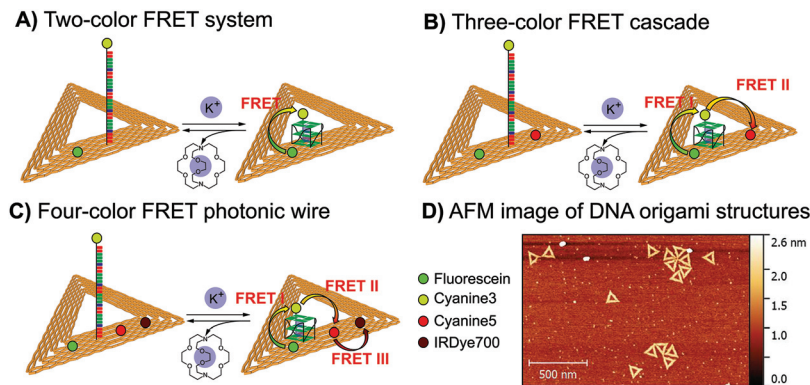 A) Two-color FRET system
K+
FRET
N
O O
O O
O O
N
B) Three-color FRET cascade
K+
FRET I
FRET II
N
O O
O O
O O
N
C) Four-color FRET photonic wire
K+
FRET I
FRET II
FRET III
N
O O
O O
O O
N
Fluorescein
Cyanine3
Cyanine5
IRDye700
D) AFM image of DNA origami structures
500 nm
2.6 nm
2.0
1.5
1.0
0.0